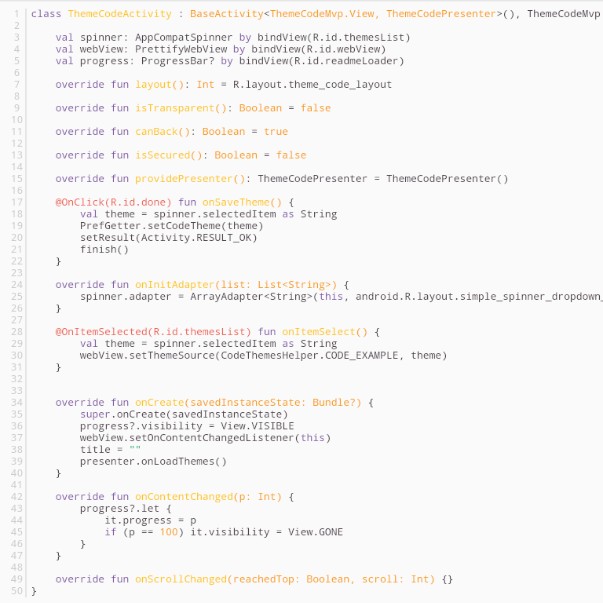 1 class ThemeCodeActivity : BaseActivity<ThemeCodeMvp.View, ThemeCodePresenter>(), ThemeCodeMvp
2
3     val spinner: AppCompatSpinner by bindView(R.id.themesList)
4     val webView: PrettifyWebView by bindView(R.id.webView)
5     val progress: ProgressBar? by bindView(R.id.readmeLoader)
6
7     override fun layout(): Int = R.layout.theme_code_layout
8
9     override fun isTransparent(): Boolean = false
10
11     override fun canBack(): Boolean = true
12
13     override fun isSecured(): Boolean = false
14
15     override fun providePresenter(): ThemeCodePresenter = ThemeCodePresenter()
16
17     @OnClick(R.id.done) fun onSaveTheme() {
18         val theme = spinner.selectedItem as String
19         PrefGetter.setCodeTheme(theme)
20         setResult(Activity.RESULT_OK)
21         finish()
22     }
23
24     override fun onInitAdapter(list: List<String>) {
25         spinner.adapter = ArrayAdapter<String>(this, android.R.layout.simple_spinner_dropdown_
26     }
27
28     @OnItemSelected(R.id.themesList) fun onItemSelect() {
29         val theme = spinner.selectedItem as String
30         webView.setThemeSource(CodeThemesHelper.CODE_EXAMPLE, theme)
31     }
32
33
34     override fun onCreate(savedInstanceState: Bundle?) {
35         super.onCreate(savedInstanceState)
36         progress?.visibility = View.VISIBLE
37         webView.setOnContentChangedListener(this)
38         title = ""
39         presenter.onLoadThemes()
40     }
41
42     override fun onContentChanged(p: Int) {
43         progress?.let {
44             it.progress = p
45             if (p == 100) it.visibility = View.GONE
46         }
47     }
48
49     override fun onScrollChanged(reachedTop: Boolean, scroll: Int) {}
50 }